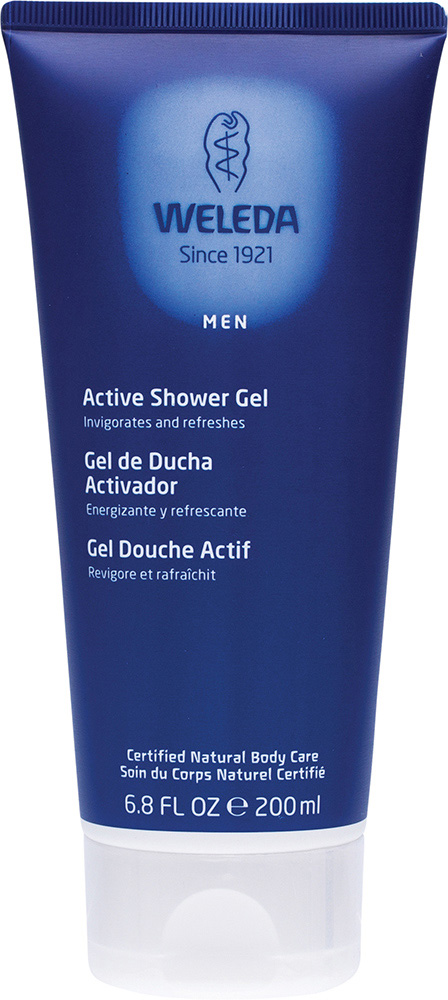 WELEDA
Since 1921
MEN
Active Shower Gel
Invigorates and refreshes
Gel de Ducha
Activador
Energizante y refrescante
Gel Douche Actif
Revigore et rafraîchit
Certified Natural Body Care
Soin du Corps Naturel Certifié
6.8 FL OZ ℮ 200ml